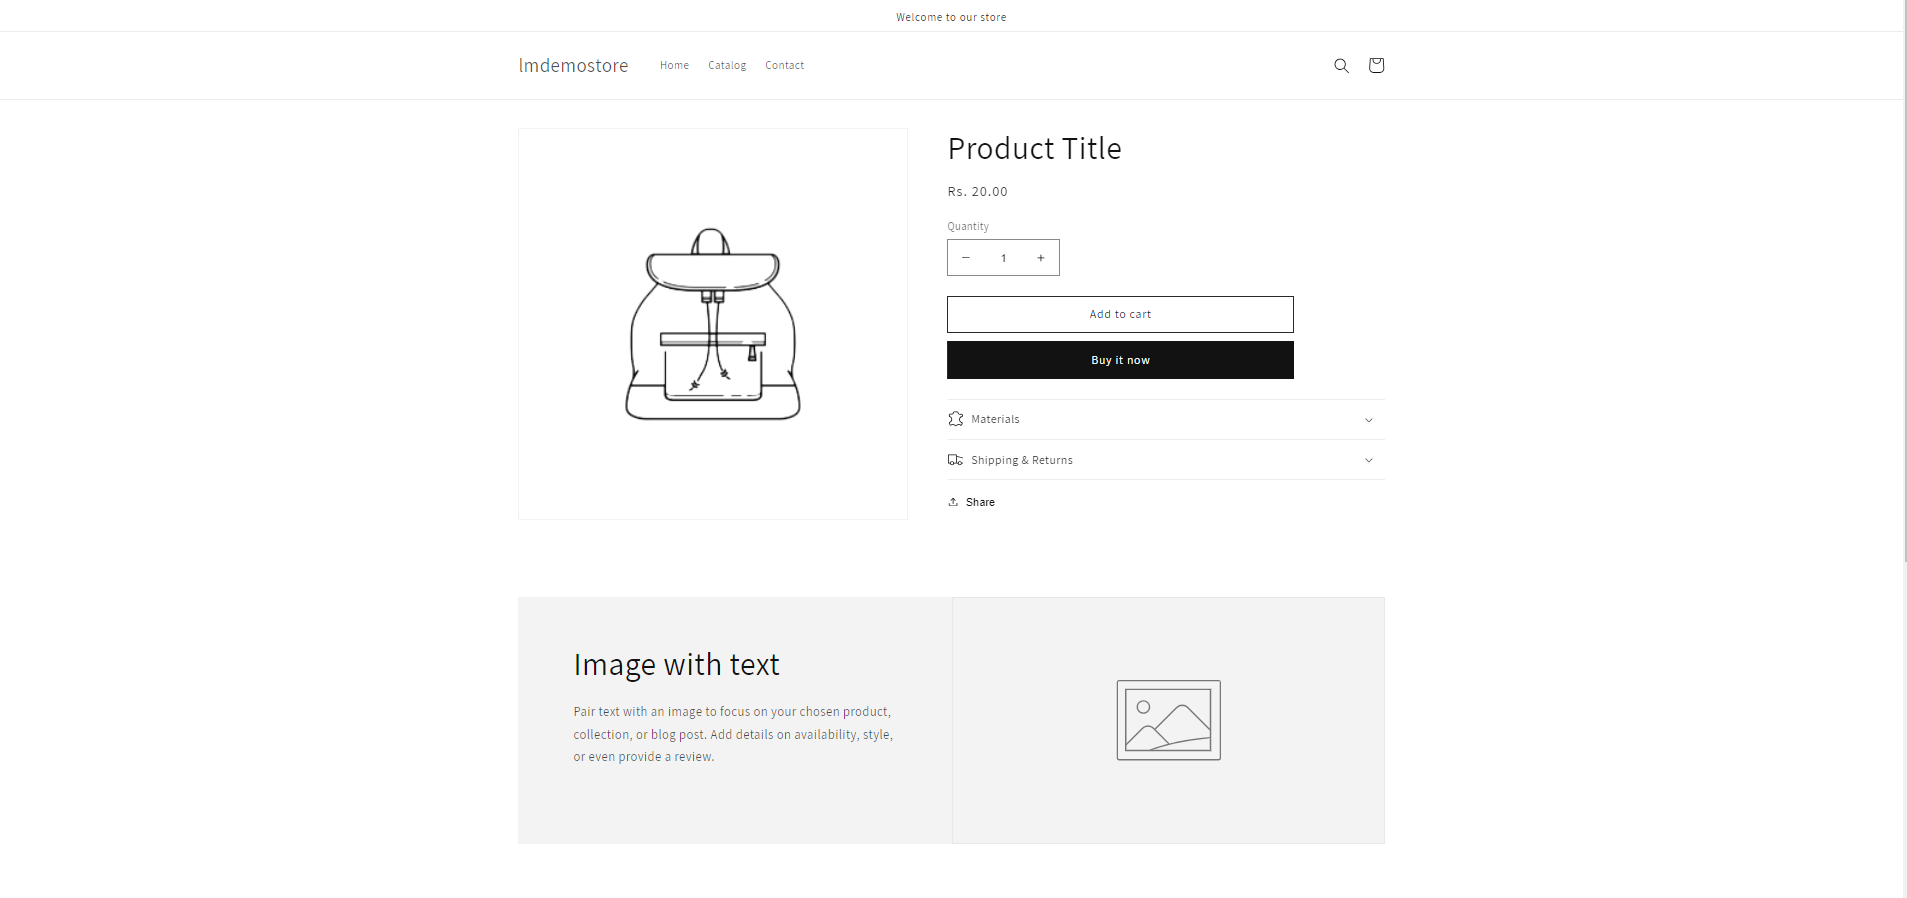 Welcome to our store
lmdemostore
Home
Catalog
Contact
Product Title
Rs. 20.00
Quantity
1
Add to cart
Buy it now
Materials
Shipping & Returns
Share
Image with text
Pair text with an image to focus on your chosen product,
collection, or blog post. Add details on availability, style,
or even provide a review.